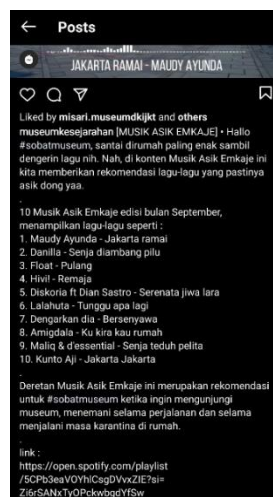 Posts
JAKARTA RAMAI - MAUDY AYUNDA
Liked by misari.museumdkijkt and others
museumkesejarahan [MUSIK ASIK EMKAJE] • Hallo
#sobatmuseum, santai dirumah paling enak sambil
dengerin lagu nih. Nah, di konten Musik Asik Emkaje ini
kita memberikan rekomendasi lagu-lagu yang pastinya
asik dong yaa.
.
10 Musik Asik Emkaje edisi bulan September,
menampilkan lagu-lagu seperti :
1. Maudy Ayunda - Jakarta ramai
2. Danilla - Senja diambang pilu
3. Float - Pulang
4. Hivi! - Remaja
5. Diskoria ft Dian Sastro - Serenata jiwa lara
6. Lalahuta - Tunggu apa lagi
7. Dengarkan dia - Bersenyawa
8. Amigdala - Ku kira kau rumah
9. Maliq & d'essential - Senja teduh pelita
10. Kunto Aji - Jakarta Jakarta
.
Deretan Musik Asik Emkaje ini merupakan rekomendasi
untuk #sobatmuseum ketika ingin mengunjungi
museum, menemani selama perjalanan dan selama
menjalani masa karantina di rumah.
.
link :
https://open.spotify.com/playlist
/5CPb3eaVOYhlCsgDVvxZIE?si=
Zi6rSANxTyOPckwbqdYfSw